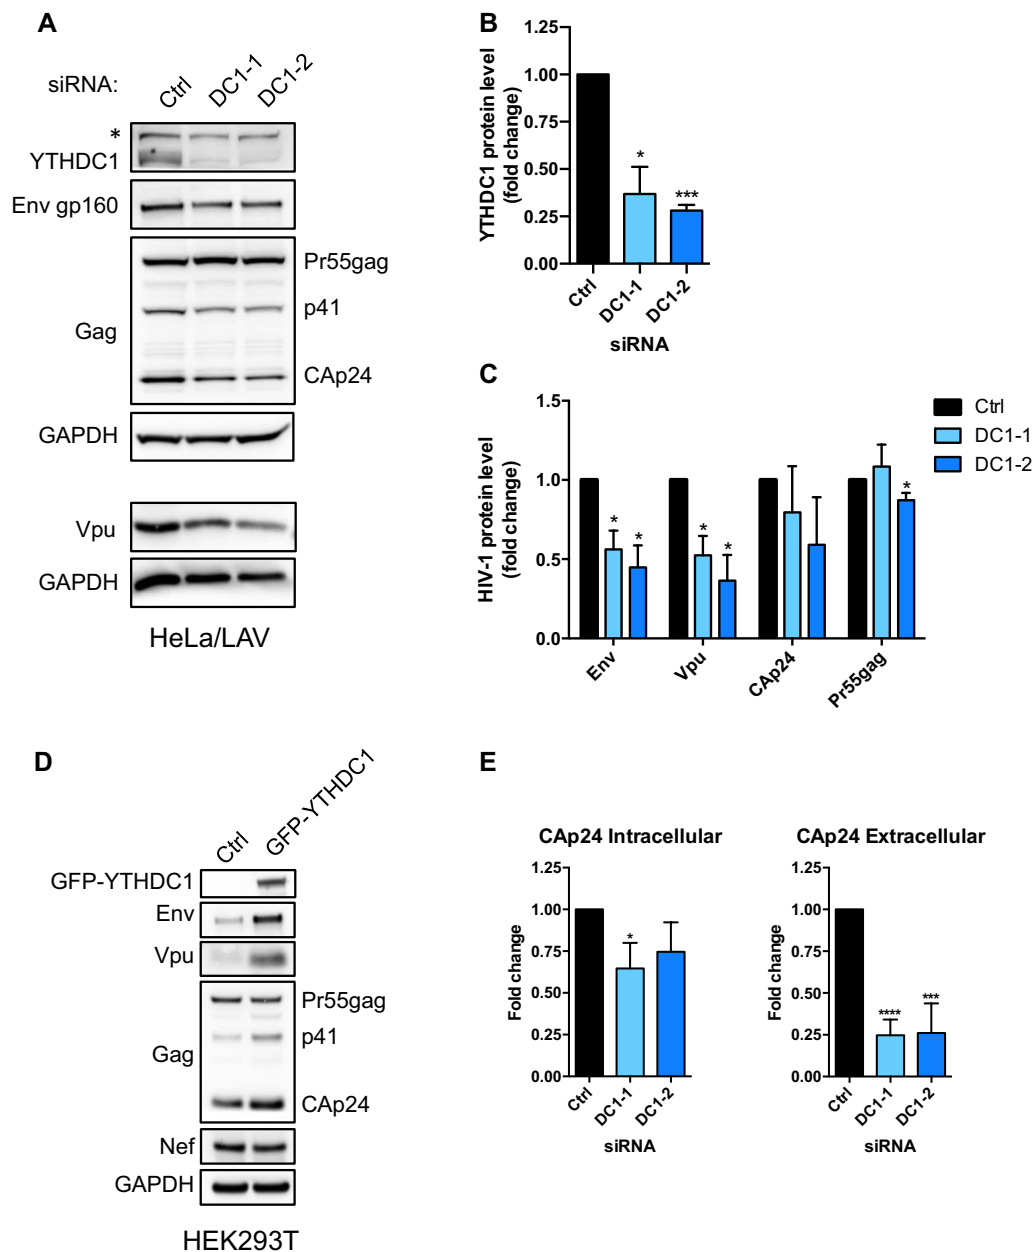 A
siRNA:
Ctrl
DC1-1
DC1-2
*
YTHDC1
Env gp160
Pr55gag
p41
Gag
CAp24
GAPDH
Vpu
GAPDH
HeLa/LAV
B
YTHDC1 protein level
(fold change)
1.25
1.00
0.75
0.50
0.25
0.00
*
***
Ctrl
DC1-1
DC1-2
siRNA
C
HIV-1 protein level
(fold change)
1.5
1.0
0.5
0.0
*
*
*
*
*
Env
Vpu
CAp24
Pr55gag
Ctrl
DC1-1
DC1-2
D
Ctrl
GFP-YTHDC1
GFP-YTHDC1
Env
Vpu
Pr55gag
p41
Gag
CAp24
Nef
GAPDH
HEK293T
E
CAp24 Intracellular
Fold change
1.25
1.00
0.75
0.50
0.25
0.00
*
Ctrl
DC1-1
DC1-2
siRNA
CAp24 Extracellular
Fold change
1.25
1.00
0.75
0.50
0.25
0.00
****
***
Ctrl
DC1-1
DC1-2
siRNA